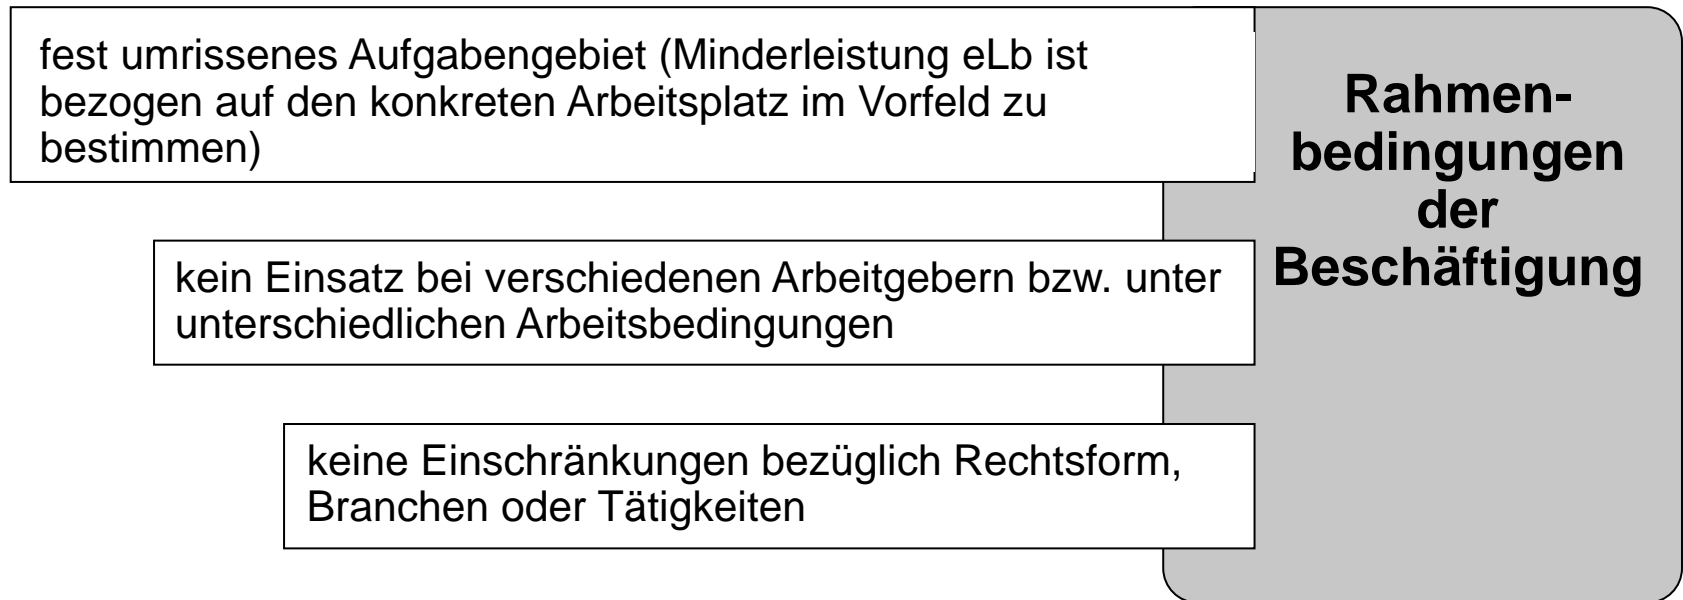 fest umrissenes Aufgabengebiet (Minderleistung eLb ist
bezogen auf den konkreten Arbeitsplatz im Vorfeld zu
bestimmen)
kein Einsatz bei verschiedenen Arbeitgebern bzw. unter
unterschiedlichen Arbeitsbedingungen
keine Einschränkungen bezüglich Rechtsform,
Branchen oder Tätigkeiten
Rahmen-
bedingungen
der
Beschäftigung